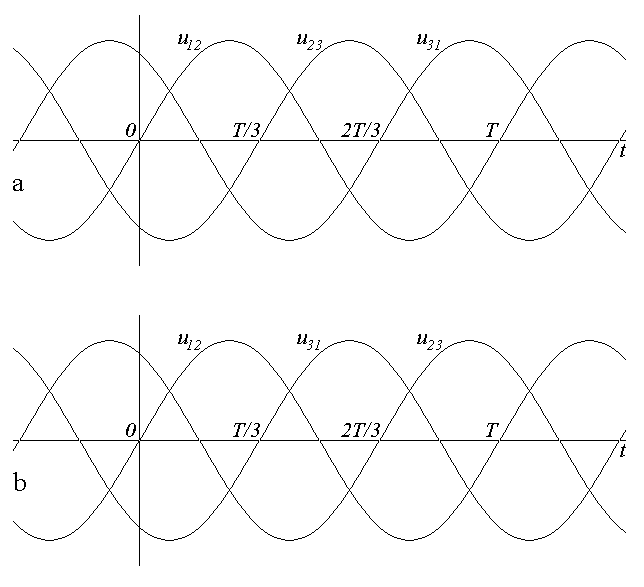 u12 u23 u31
0 T/3 2T/3 T
t
a
u12 u31 u23
0 T/3 2T/3 T
t
b